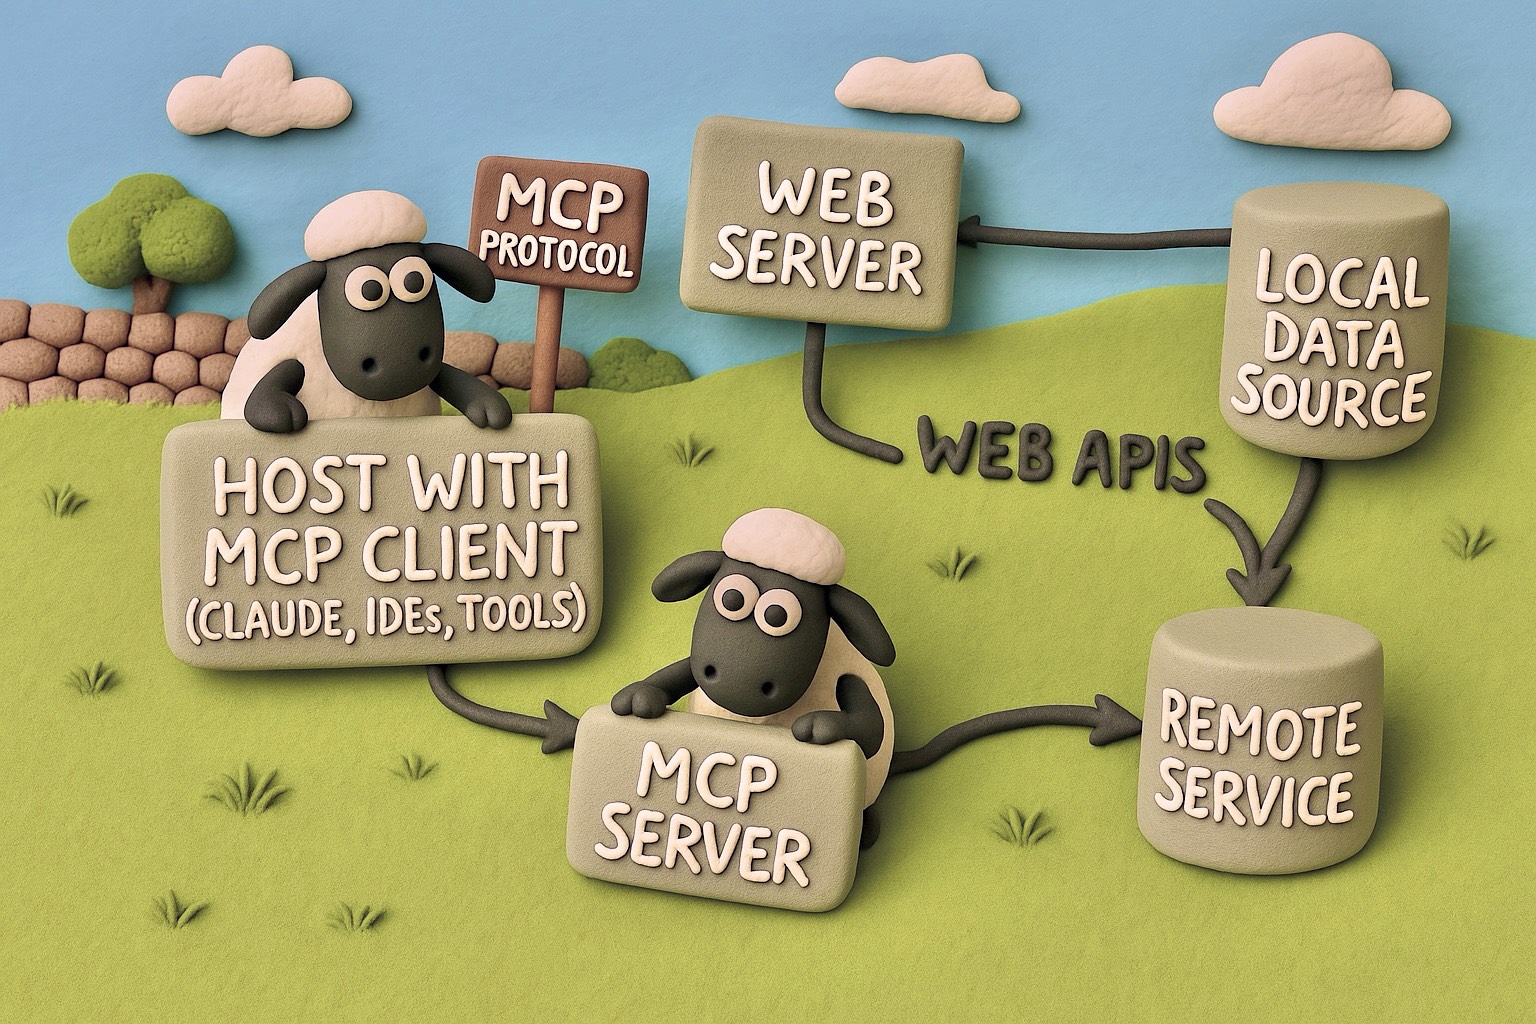 MCP
PROTOCOL
WEB
SERVER
LOCAL
DATA
SOURCE
HOST WITH
MCP CLIENT
(CLAUDE, IDEs, TOOLS)
WEB APIS
MCP
SERVER
REMOTE
SERVICE